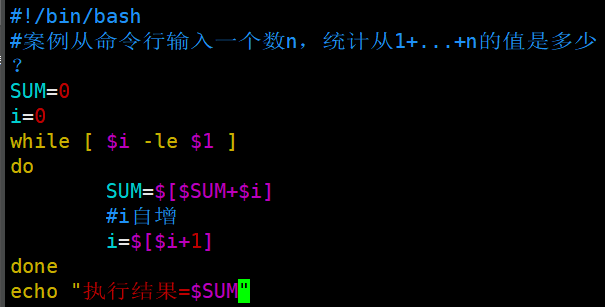 #!/bin/bash
#案例从命令行输入一个数n，统计从1+...+n的值是多少
？
SUM=0
i=0
while [ $i -le $1 ]
do
        SUM=$[$SUM+$i]
        #i自增
        i=$[$i+1]
done
echo "执行结果=$SUM"